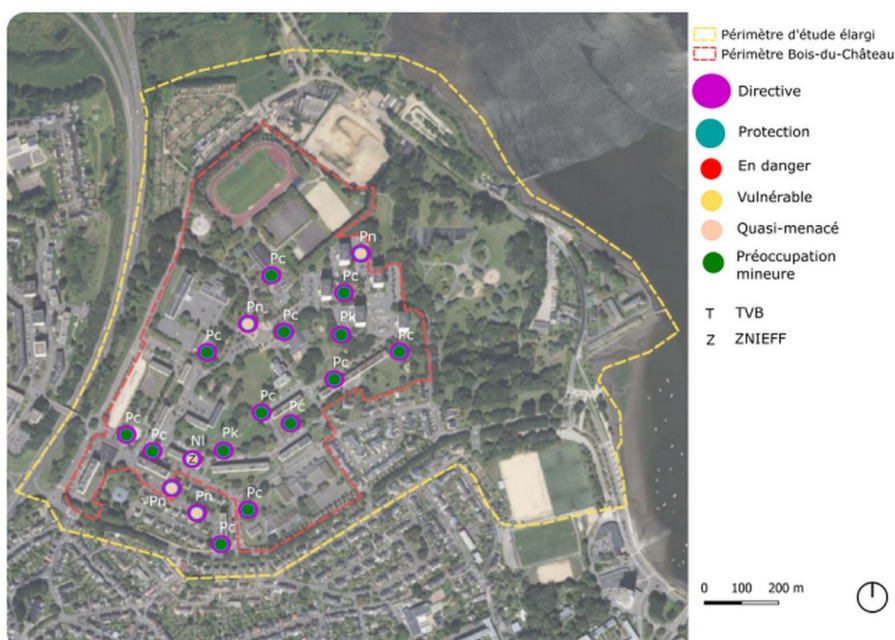 Périmètre d'étude élargi
Périmètre Bois-du-Château
Directive
Protection
En danger
Vulnérable
Quasi-menacé
Préoccupation
mineure
T TVB
Z ZNIEFF
0 100 200 m
Pn
Pc
Pc
Pn
Pc
Pk
Pc
Pc
Pc
Pc
Pc
Pc
Pc
Nl
Z
Pk
Pn
Pn
Pc
Pc